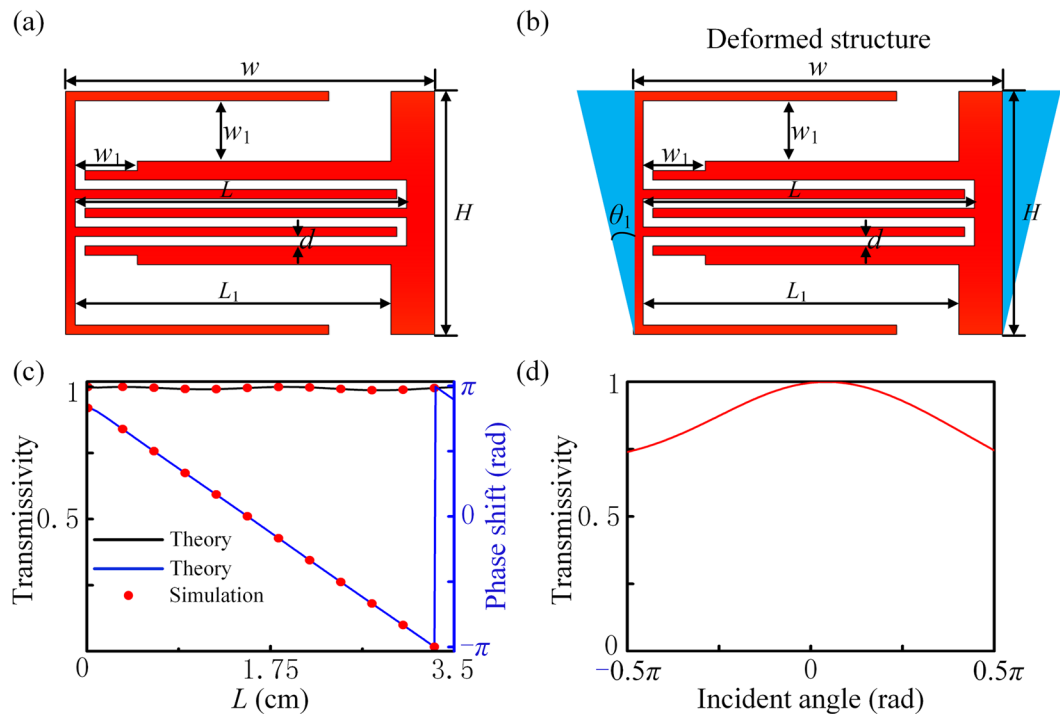 (a)
w
w1
w1
L
d
L1
H
(b)
Deformed structure
w
w1
w1
L
θ1
d
L1
H
(c)
Transmissivity
1
0.5
0
1.75
3.5
L (cm)
π
0
−π
Phase shift (rad)
Theory
Theory
Simulation
(d)
Transmissivity
1
0.5
0
−0.5π
0
0.5π
Incident angle (rad)